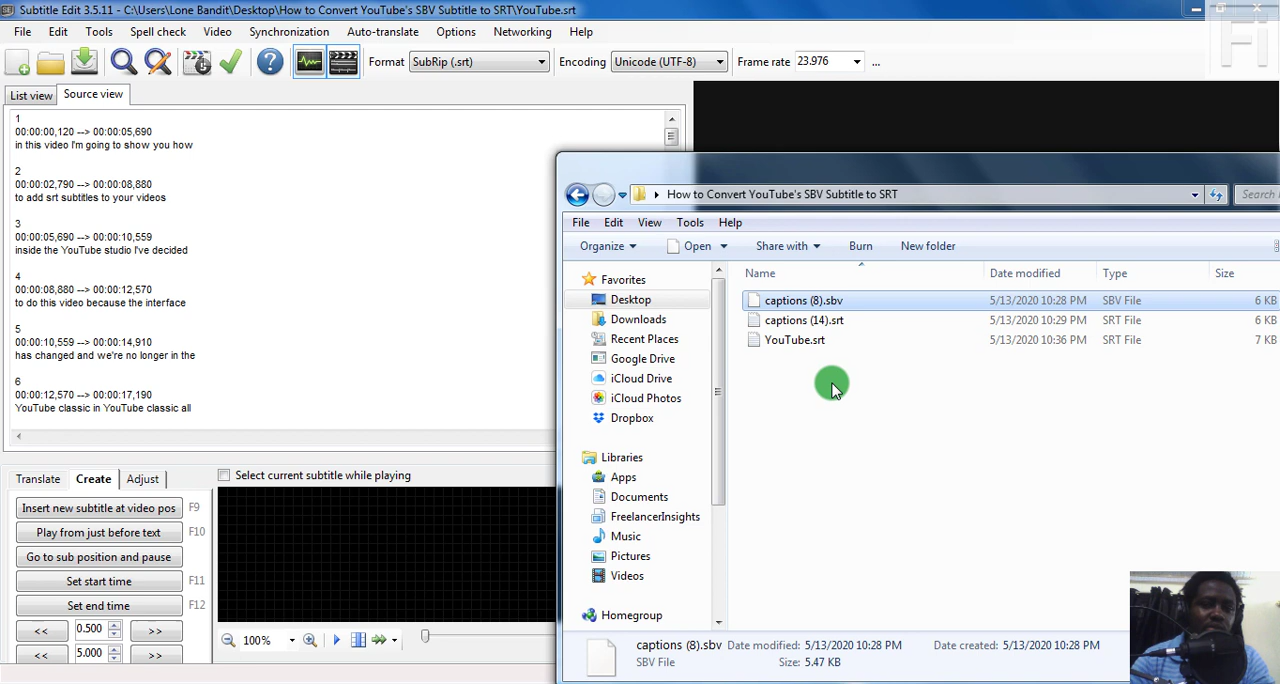 Subtitle Edit 3.5.11 - C:\Users\Lone Bandit\Desktop\How to Convert YouTube's SBV Subtitle to SRT\YouTube.srt
File Edit Tools Spell check Video Synchronization Auto-translate Options Networking Help
Format SubRip (.srt) Encoding Unicode (UTF-8) Frame rate 23.976 ...
List view Source view
1
00:00:00,120 --> 00:00:05,690
in this video I'm going to show you how
2
00:00:02,790 --> 00:00:08,880
to add srt subtitles to your videos
3
00:00:05,690 --> 00:00:10,559
inside the YouTube studio I've decided
4
00:00:08,880 --> 00:00:12,570
to do this video because the interface
5
00:00:10,559 --> 00:00:14,910
has changed and we're no longer in the
6
00:00:12,570 --> 00:00:17,190
YouTube classic in YouTube classic all
Translate Create Adjust
Select current subtitle while playing
Insert new subtitle at video pos F9
Play from just before text F10
Go to sub position and pause
Set start time F11
Set end time F12
<< 0.500 >>
<< 5.000 >>
100%
How to Convert YouTube's SBV Subtitle to SRT
Search
File Edit View Tools Help
Organize Open Share with Burn New folder
Name Date modified Type Size
captions (8).sbv 5/13/2020 10:28 PM SBV File 6 KB
captions (14).srt 5/13/2020 10:29 PM SRT File 6 KB
YouTube.srt 5/13/2020 10:36 PM SRT File 7 KB
Favorites
Desktop
Downloads
Recent Places
Google Drive
iCloud Drive
iCloud Photos
Dropbox
Libraries
Apps
Documents
FreelancerInsights
Music
Pictures
Videos
Homegroup
captions (8).sbv Date modified: 5/13/2020 10:28 PM Date created: 5/13/2020 10:28 PM
SBV File Size: 5.47 KB